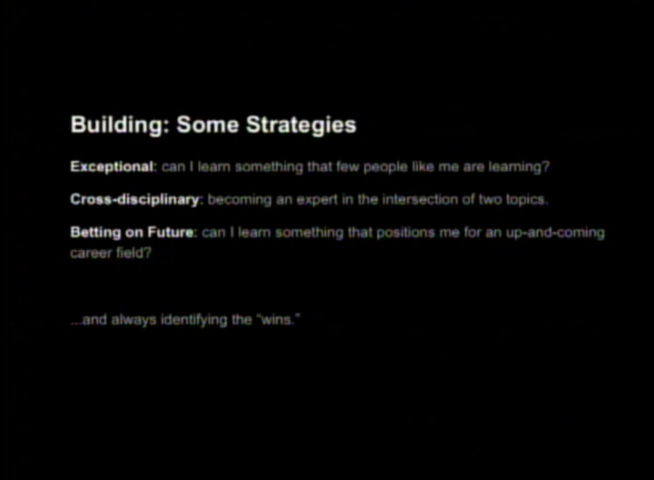 Building: Some Strategies
Exceptional: can I learn something that few people like me are learning?
Cross-disciplinary: becoming an expert in the intersection of two topics.
Betting on Future: can I learn something that positions me for an up-and-coming
career field?
...and always identifying the “wins.”